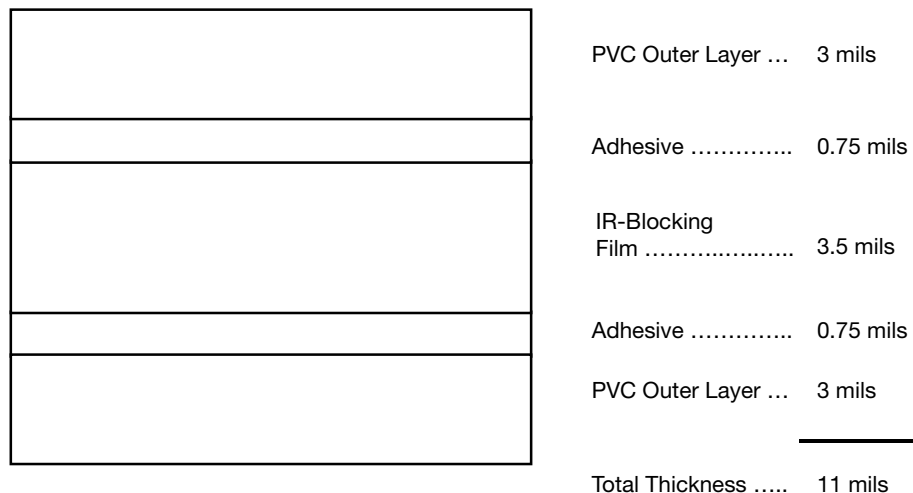 PVC Outer Layer … 3 mils
Adhesive ………….. 0.75 mils
IR-Blocking
Film ………..…..….. 3.5 mils
Adhesive ………….. 0.75 mils
PVC Outer Layer … 3 mils
Total Thickness ….. 11 mils